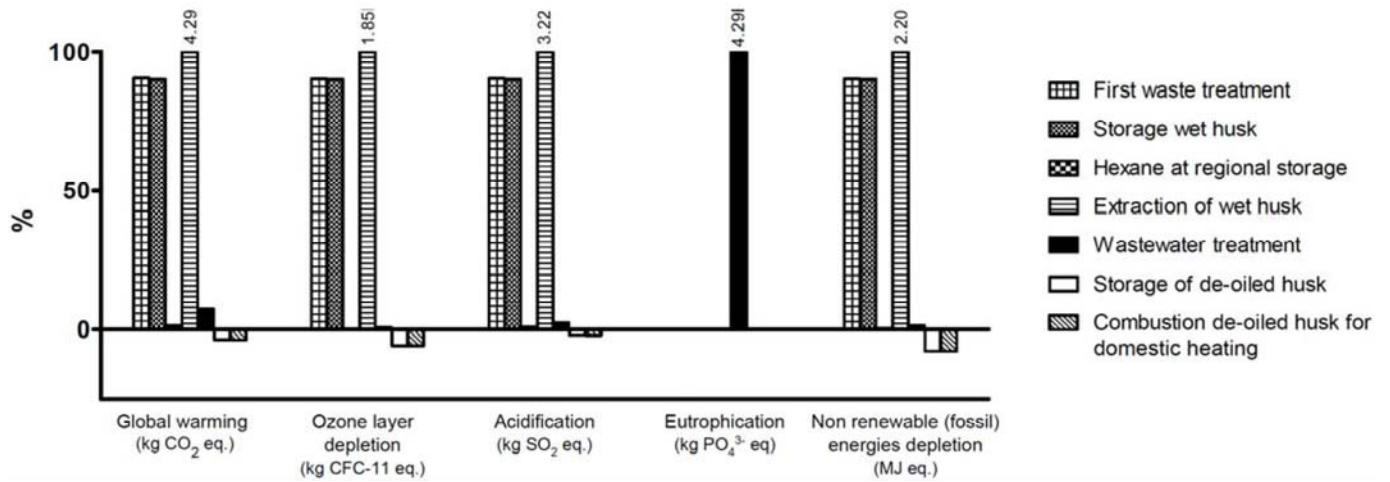 4.29
1.85I
3.22
4.29I
2.20
100
50
0
%
First waste treatment
Storage wet husk
Hexane at regional storage
Extraction of wet husk
Wastewater treatment
Storage of de-oiled husk
Combustion de-oiled husk for
domestic heating
Global warming
(kg CO₂ eq.)
Ozone layer
depletion
(kg CFC-11 eq.)
Acidification
(kg SO₂ eq.)
Eutrophication
(kg PO₄³⁻ eq)
Non renewable (fossil)
energies depletion
(MJ eq.)